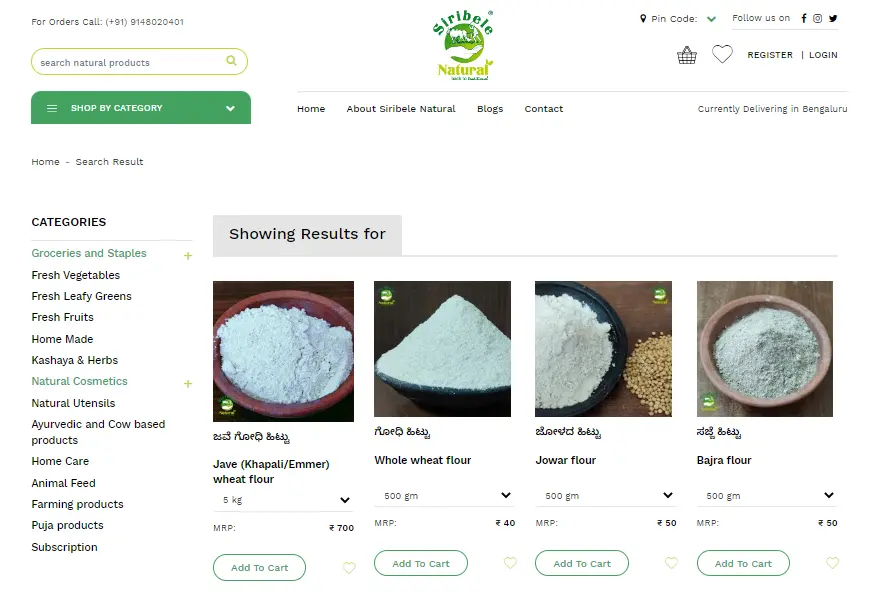 For Orders Call: (+91) 9148020401
Siribele
Natural
Pin Code:
Follow us on
search natural products
REGISTER | LOGIN
SHOP BY CATEGORY
Home
About Siribele Natural
Blogs
Contact
Currently Delivering in Bengaluru
Home - Search Result
CATEGORIES
Groceries and Staples +
Fresh Vegetables
Fresh Leafy Greens
Fresh Fruits
Home Made
Kashaya & Herbs
Natural Cosmetics +
Natural Utensils
Ayurvedic and Cow based
products
Home Care
Animal Feed
Farming products
Puja products
Subscription
Showing Results for
ಜವೆ ಗೋಧಿ ಹಿಟ್ಟು
Jave (Khapali/Emmer)
wheat flour
5 kg
MRP: ₹ 700
Add To Cart
ಗೋಧಿ ಹಿಟ್ಟು
Whole wheat flour
500 gm
MRP: ₹ 40
Add To Cart
ಜೋಳದ ಹಿಟ್ಟು
Jowar flour
500 gm
MRP: ₹ 50
Add To Cart
ಸಜ್ಜೆ ಹಿಟ್ಟು
Bajra flour
500 gm
MRP: ₹ 50
Add To Cart